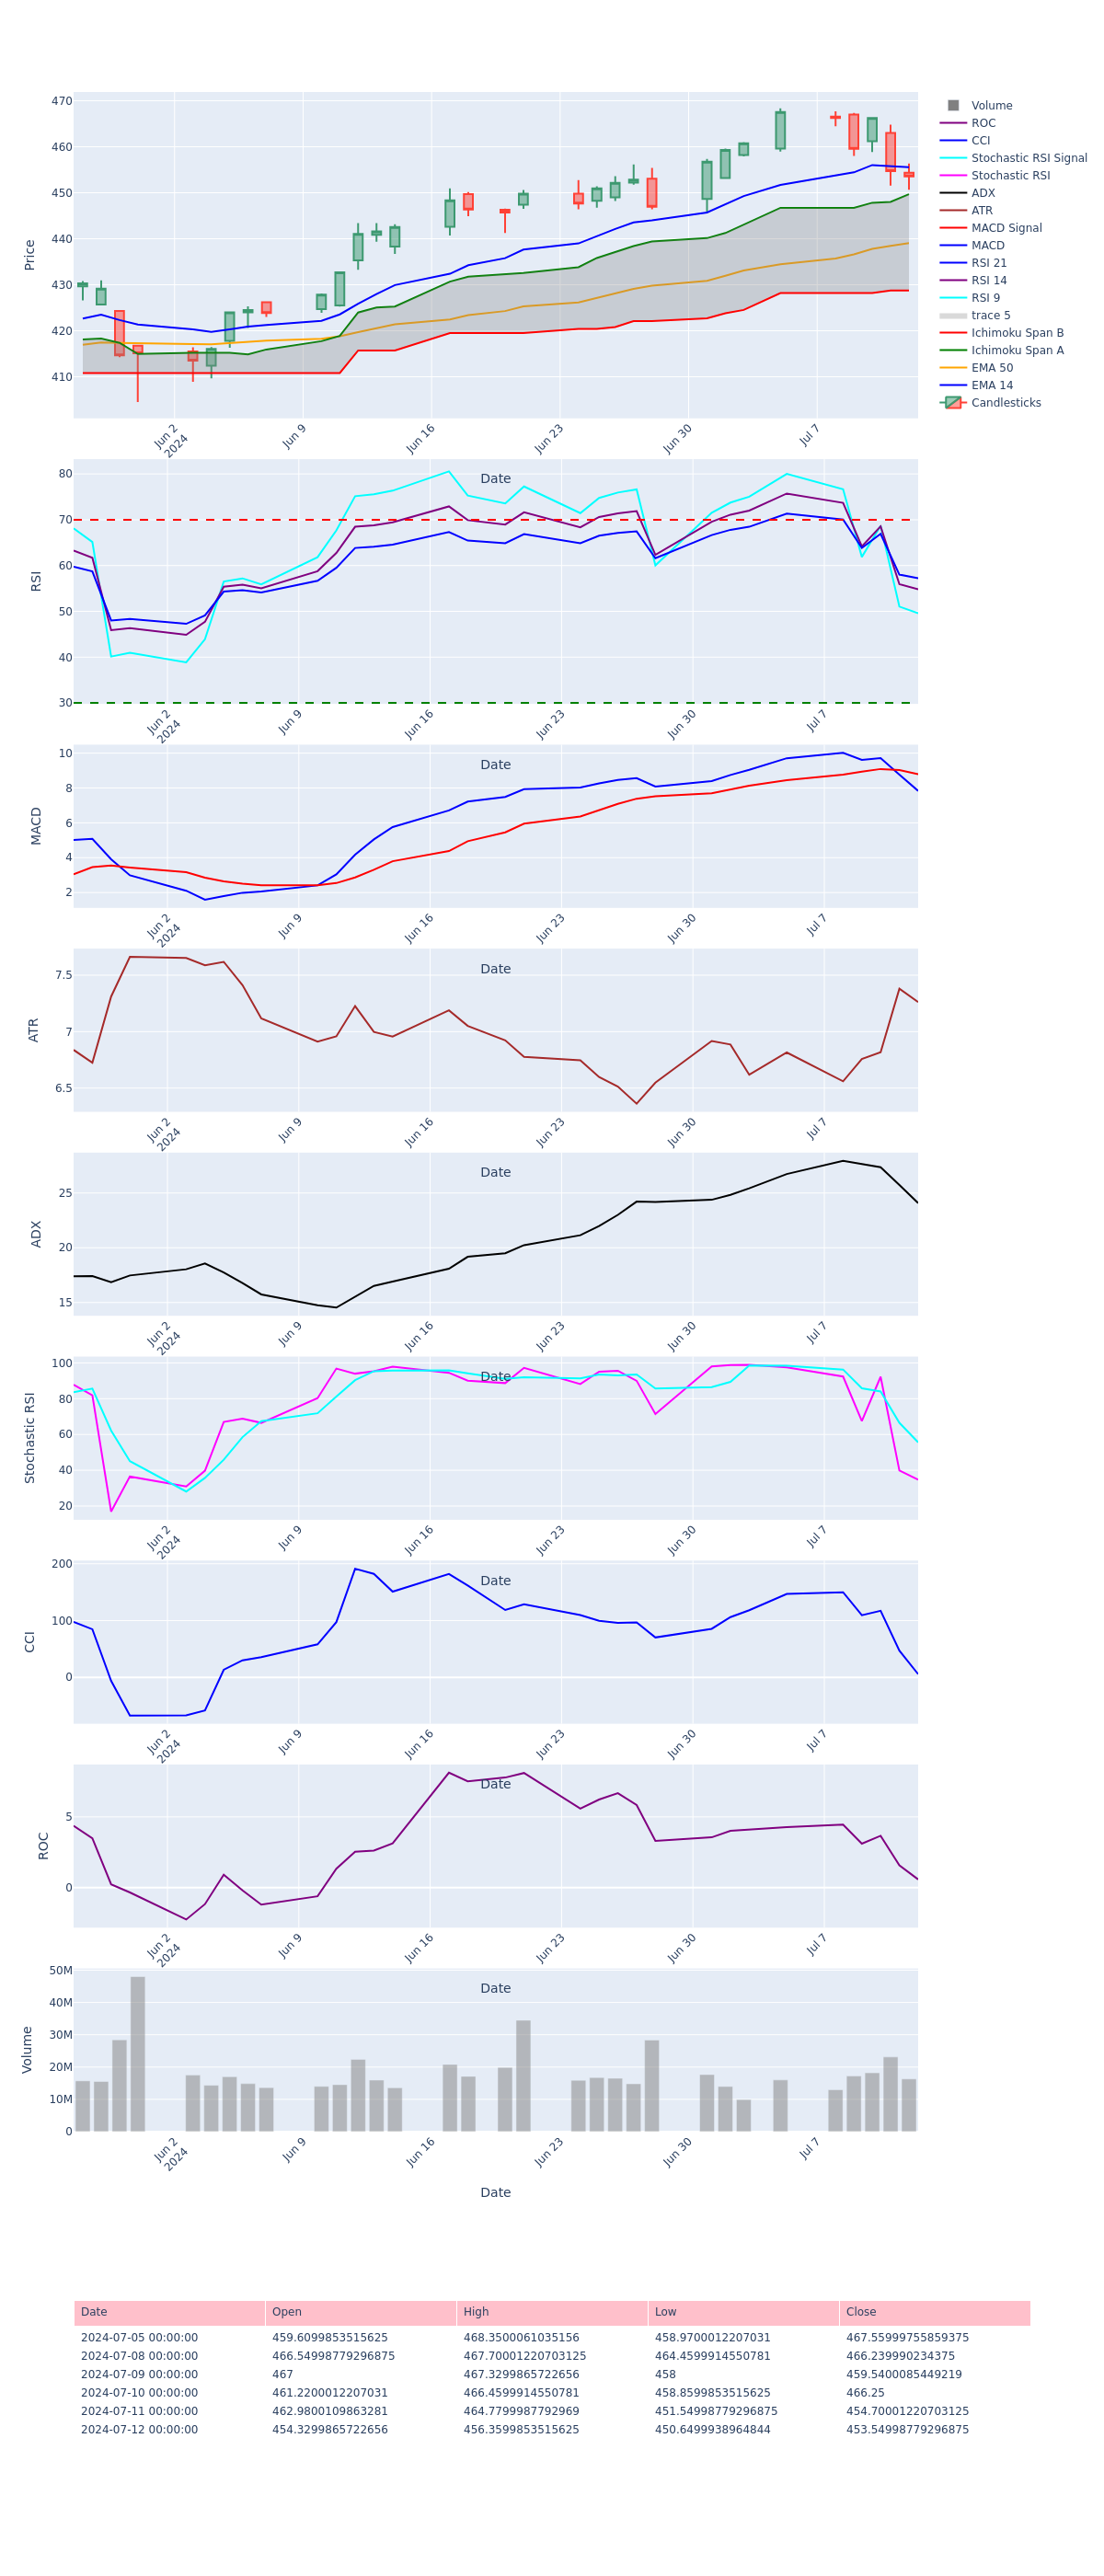 470
460
450
440
430
420
410
Price
Jun 2
2024
Jun 9
Jun 16
Jun 23
Jun 30
Jul 7
Date
Volume
ROC
CCI
Stochastic RSI Signal
Stochastic RSI
ADX
ATR
MACD Signal
MACD
RSI 21
RSI 14
RSI 9
trace 5
Ichimoku Span B
Ichimoku Span A
EMA 50
EMA 14
Candlesticks
80
70
60
50
40
30
RSI
Jun 2
2024
Jun 9
Jun 16
Jun 23
Jun 30
Jul 7
Date
10
8
6
4
2
MACD
Jun 2
2024
Jun 9
Jun 16
Jun 23
Jun 30
Jul 7
Date
7.5
7
6.5
ATR
Jun 2
2024
Jun 9
Jun 16
Jun 23
Jun 30
Jul 7
Date
25
20
15
ADX
Jun 2
2024
Jun 9
Jun 16
Jun 23
Jun 30
Jul 7
Date
100
80
60
40
20
Stochastic RSI
Jun 2
2024
Jun 9
Jun 16
Jun 23
Jun 30
Jul 7
Date
200
100
0
CCI
Jun 2
2024
Jun 9
Jun 16
Jun 23
Jun 30
Jul 7
Date
5
0
ROC
Jun 2
2024
Jun 9
Jun 16
Jun 23
Jun 30
Jul 7
Date
50M
40M
30M
20M
10M
0
Volume
Jun 2
2024
Jun 9
Jun 16
Jun 23
Jun 30
Jul 7
Date
Date Open High Low Close
2024-07-05 00:00:00 459.6099853515625 468.3500061035156 458.9700012207031 467.55999755859375
2024-07-08 00:00:00 466.54998779296875 467.70001220703125 464.4599914550781 466.239990234375
2024-07-09 00:00:00 467 467.3299865722656 458 459.5400085449219
2024-07-10 00:00:00 461.2200012207031 466.4599914550781 458.8599853515625 466.25
2024-07-11 00:00:00 462.9800109863281 464.7799987792969 451.54998779296875 454.70001220703125
2024-07-12 00:00:00 454.3299865722656 456.3599853515625 450.6499938964844 453.54998779296875